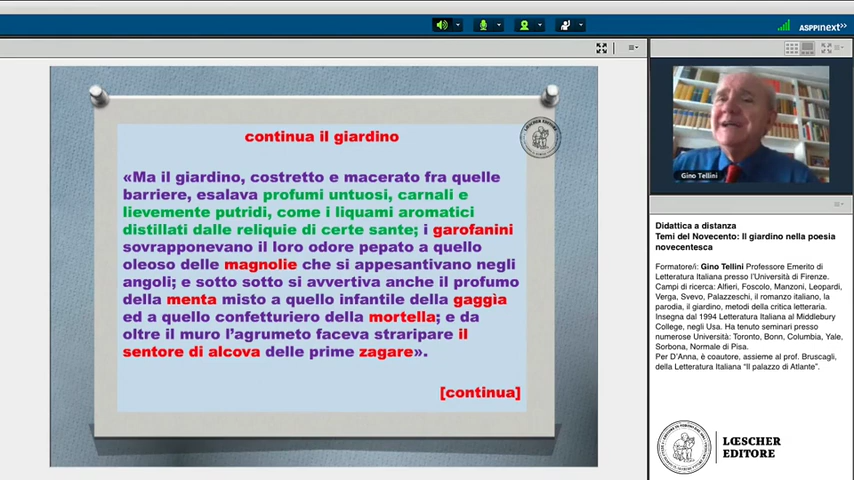 ASPPInext>>
continua il giardino
«Ma il giardino, costretto e macerato fra quelle
barriere, esalava profumi untuosi, carnali e
lievemente putridi, come i liquami aromatici
distillati dalle reliquie di certe sante; i garofanini
sovrapponevano il loro odore pepato a quello
oleoso delle magnolie che si appesantivano negli
angoli; e sotto sotto si avvertiva anche il profumo
della menta misto a quello infantile della gaggìa
ed a quello confetturiero della mortella; e da
oltre il muro l'agrumeto faceva straripare il
sentore di alcova delle prime zagare».
[continua]
Gino Tellini
Didattica a distanza
Temi del Novecento: Il giardino nella poesia
novecentesca
Formatore/i: Gino Tellini Professore Emerito di
Letteratura Italiana presso l'Università di Firenze.
Campi di ricerca: Alfieri, Foscolo, Manzoni, Leopardi,
Verga, Svevo, Palazzeschi, il romanzo italiano, la
parodia, il giardino, metodi della critica letteraria.
Insegna dal 1994 Letteratura Italiana al Middlebury
College, negli Usa. Ha tenuto seminari presso
numerose Università: Toronto, Bonn, Columbia, Yale,
Sorbona, Normale di Pisa.
Per D'Anna, è coautore, assieme al prof. Bruscagli,
della Letteratura Italiana "Il palazzo di Atlante".
LŒSCHER
EDITORE